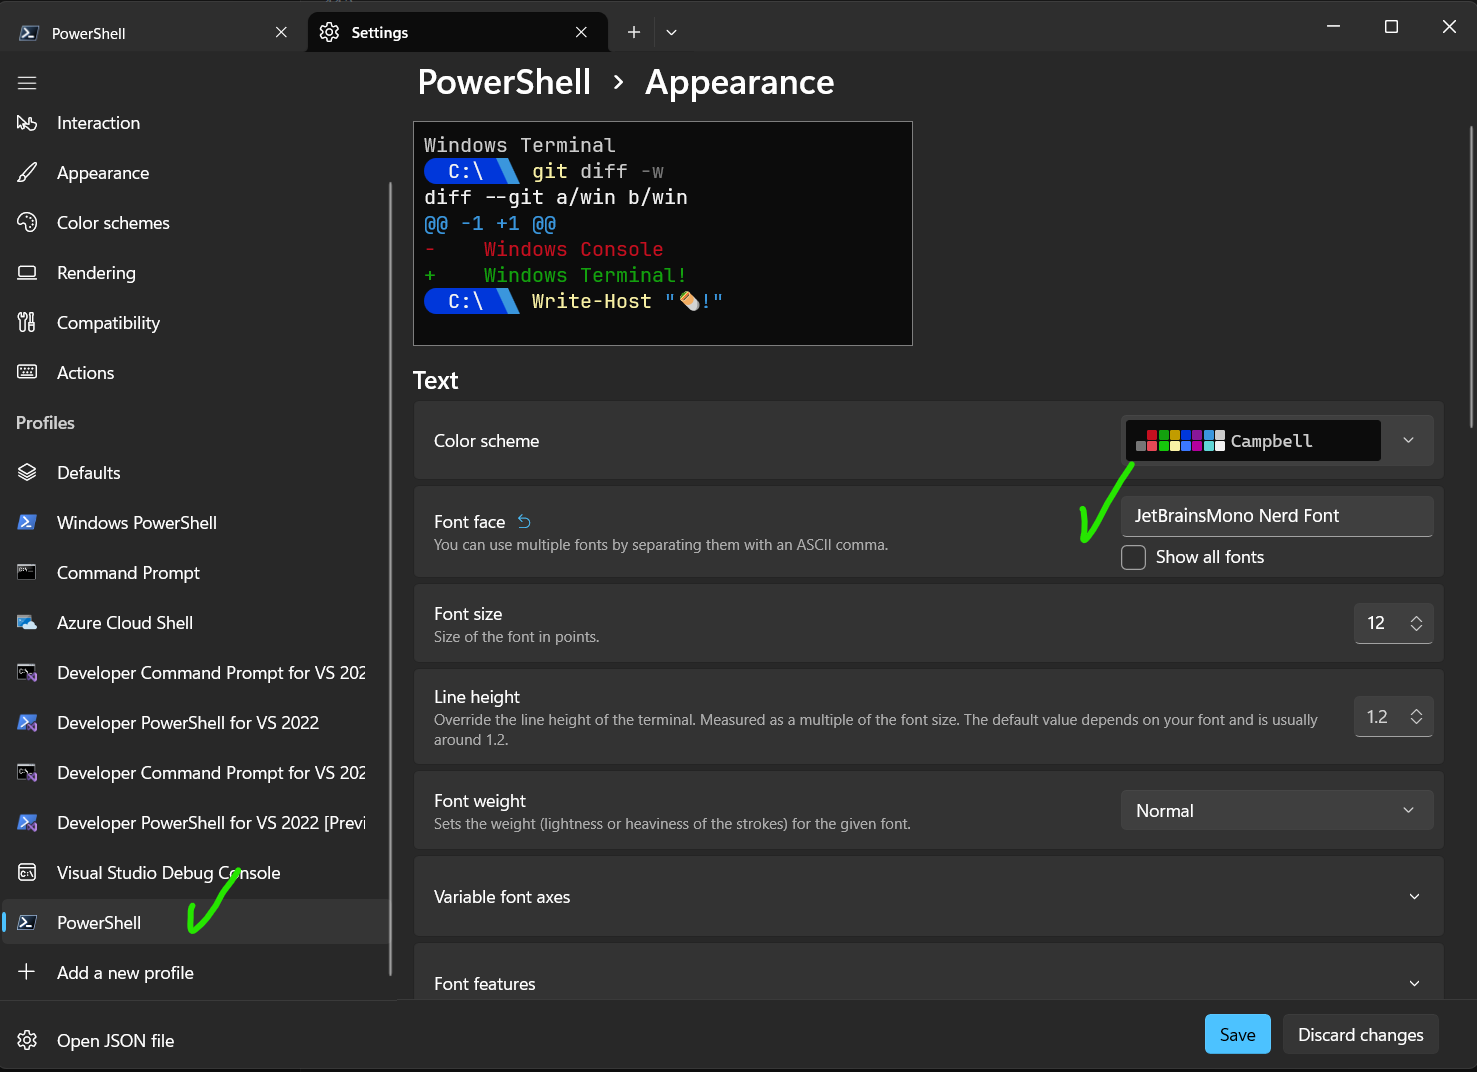 PowerShell
Settings
PowerShell > Appearance
Interaction
Appearance
Color schemes
Rendering
Compatibility
Actions
Profiles
Defaults
Windows PowerShell
Command Prompt
Azure Cloud Shell
Developer Command Prompt for VS 202
Developer PowerShell for VS 2022
Developer Command Prompt for VS 202
Developer PowerShell for VS 2022 [Previ
Visual Studio Debug Console
PowerShell
Add a new profile
Open JSON file
Windows Terminal
C:\ git diff -w
diff --git a/win b/win
@@ -1 +1 @@
- Windows Console
+ Windows Terminal!
C:\ Write-Host "🌯!"
Text
Color scheme
Campbell
Font face
You can use multiple fonts by separating them with an ASCII comma.
JetBrainsMono Nerd Font
Show all fonts
Font size
Size of the font in points.
12
Line height
Override the line height of the terminal. Measured as a multiple of the font size. The default value depends on your font and is usually
around 1.2.
1.2
Font weight
Sets the weight (lightness or heaviness of the strokes) for the given font.
Normal
Variable font axes
Font features
Save
Discard changes